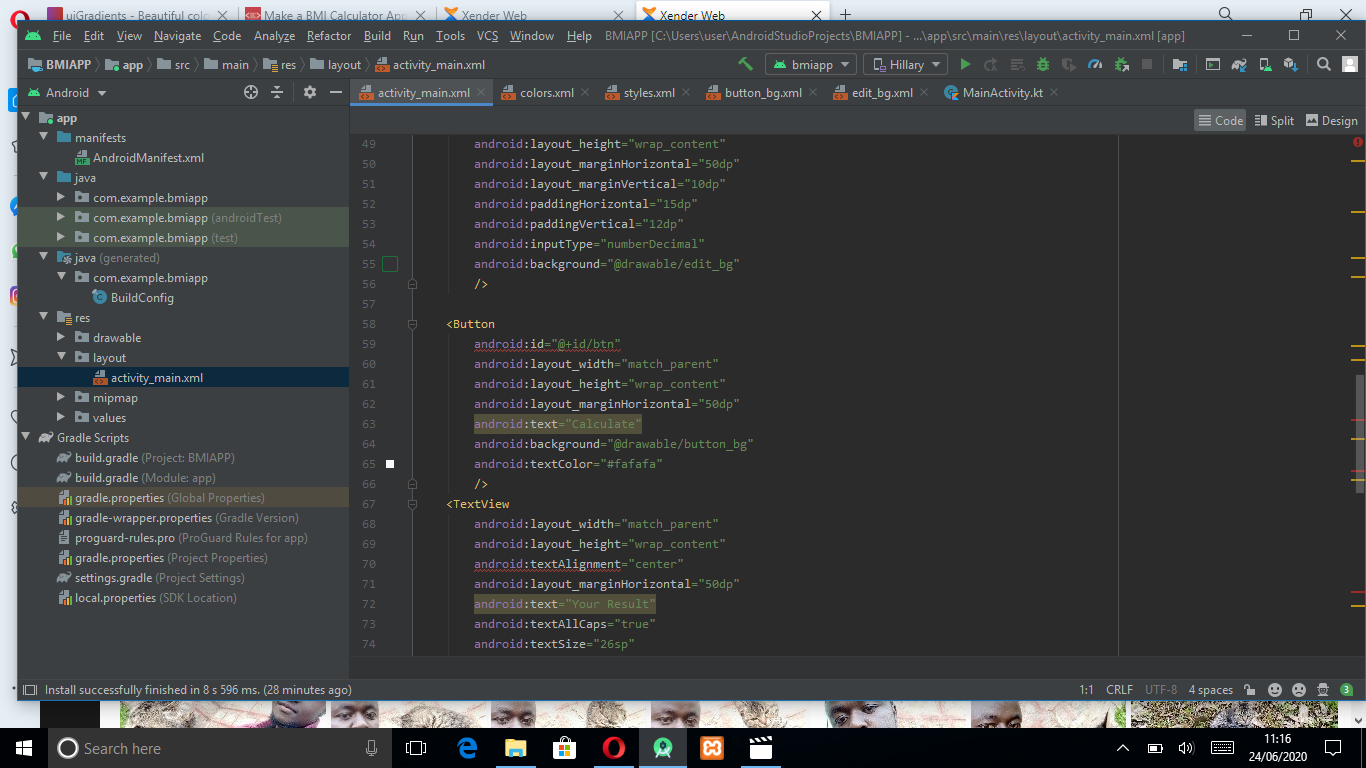 uiGradients - Beautiful colo
Make a BMI Calculator App
Xender Web
Xender Web
File Edit View Navigate Code Analyze Refactor Build Run Tools VCS Window Help BMIAPP [C:\Users\user\AndroidStudioProjects\BMIAPP] - ...\app\src\main\res\layout\activity_main.xml [app]
BMIAPP app src main res layout activity_main.xml bmiapp Hillary
Android activity_main.xml colors.xml styles.xml button_bg.xml edit_bg.xml MainActivity.kt
Code Split Design
app
manifests
AndroidManifest.xml
java
com.example.bmiapp
com.example.bmiapp (androidTest)
com.example.bmiapp (test)
java (generated)
com.example.bmiapp
BuildConfig
res
drawable
layout
activity_main.xml
mipmap
values
Gradle Scripts
build.gradle (Project: BMIAPP)
build.gradle (Module: app)
gradle.properties (Global Properties)
gradle-wrapper.properties (Gradle Version)
proguard-rules.pro (ProGuard Rules for app)
gradle.properties (Project Properties)
settings.gradle (Project Settings)
local.properties (SDK Location)
49 android:layout_height="wrap_content"
50 android:layout_marginHorizontal="50dp"
51 android:layout_marginVertical="10dp"
52 android:paddingHorizontal="15dp"
53 android:paddingVertical="12dp"
54 android:inputType="numberDecimal"
55 android:background="@drawable/edit_bg"
56 />
57
58 <Button
59 android:id="@+id/btn"
60 android:layout_width="match_parent"
61 android:layout_height="wrap_content"
62 android:layout_marginHorizontal="50dp"
63 android:text="Calculate"
64 android:background="@drawable/button_bg"
65 android:textColor="#fafafa"
66 />
67 <TextView
68 android:layout_width="match_parent"
69 android:layout_height="wrap_content"
70 android:textAlignment="center"
71 android:layout_marginHorizontal="50dp"
72 android:text="Your Result"
73 android:textAllCaps="true"
74 android:textSize="26sp"
Install successfully finished in 8 s 596 ms. (28 minutes ago) 1:1 CRLF UTF-8 4 spaces 3
Search here
11:16
24/06/2020